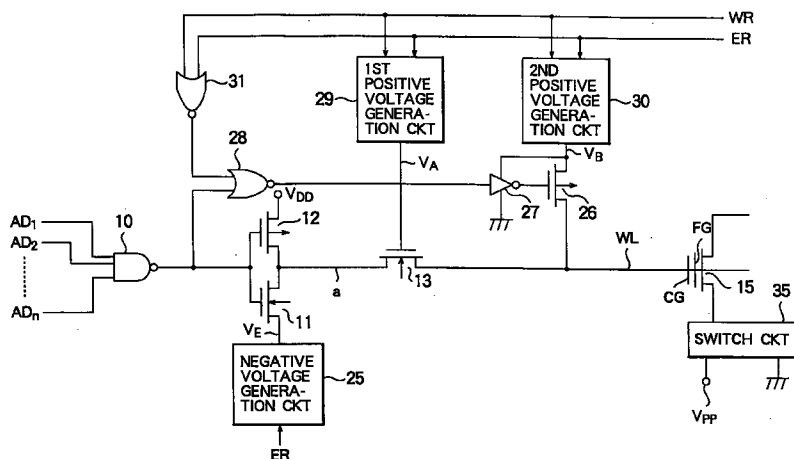 WR
ER
31
29
1ST
POSITIVE
VOLTAGE
GENERA-
TION CKT
2ND
POSITIVE
VOLTAGE
GENERA-
TION CKT
30
28
VA
VB
VDD
27
26
12
10
AD1
AD2
ADn
a
13
WL
FG
CG
15
11
VE
35
SWITCH CKT
NEGATIVE
VOLTAGE
GENERA-
TION CKT
25
VPP
ER